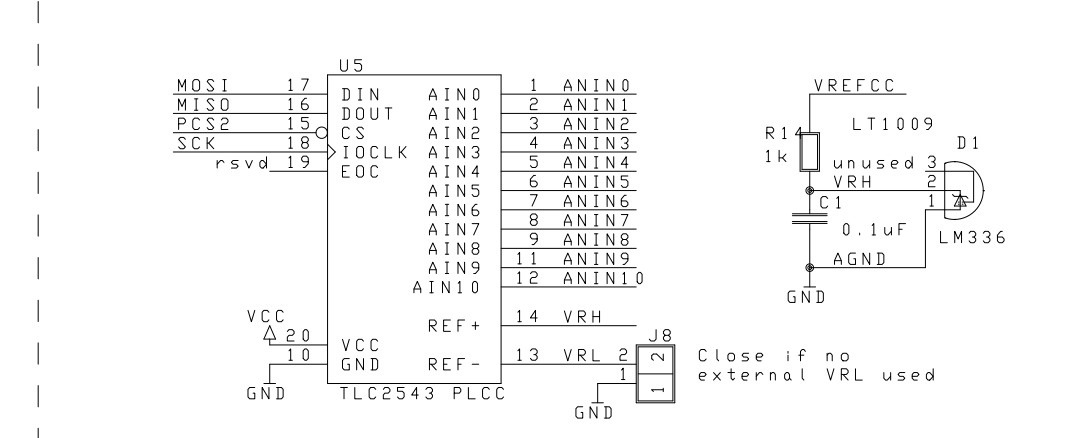 U5
MOSI 17 DIN AIN0 1 ANIN0
MISO 16 DOUT AIN1 2 ANIN1
PCS2 15 CS AIN2 3 ANIN2
SCK 18 IOCLK AIN3 4 ANIN3
rsvd 19 EOC AIN4 5 ANIN4
AIN5 6 ANIN5
AIN6 7 ANIN6
AIN7 8 ANIN7
AIN8 9 ANIN8
AIN9 11 ANIN9
AIN10 12 ANIN10
REF+ 14 VRH
VCC
20 VCC
10 GND REF- 13 VRL 2
GND
TLC2543 PLCC
J8
2
1
1
GND
Close if no
external VRL used
VREFCC
R14
1k
LT1009
D1
unused 3
VRH 2
1
C1
0.1uF
LM336
AGND
GND